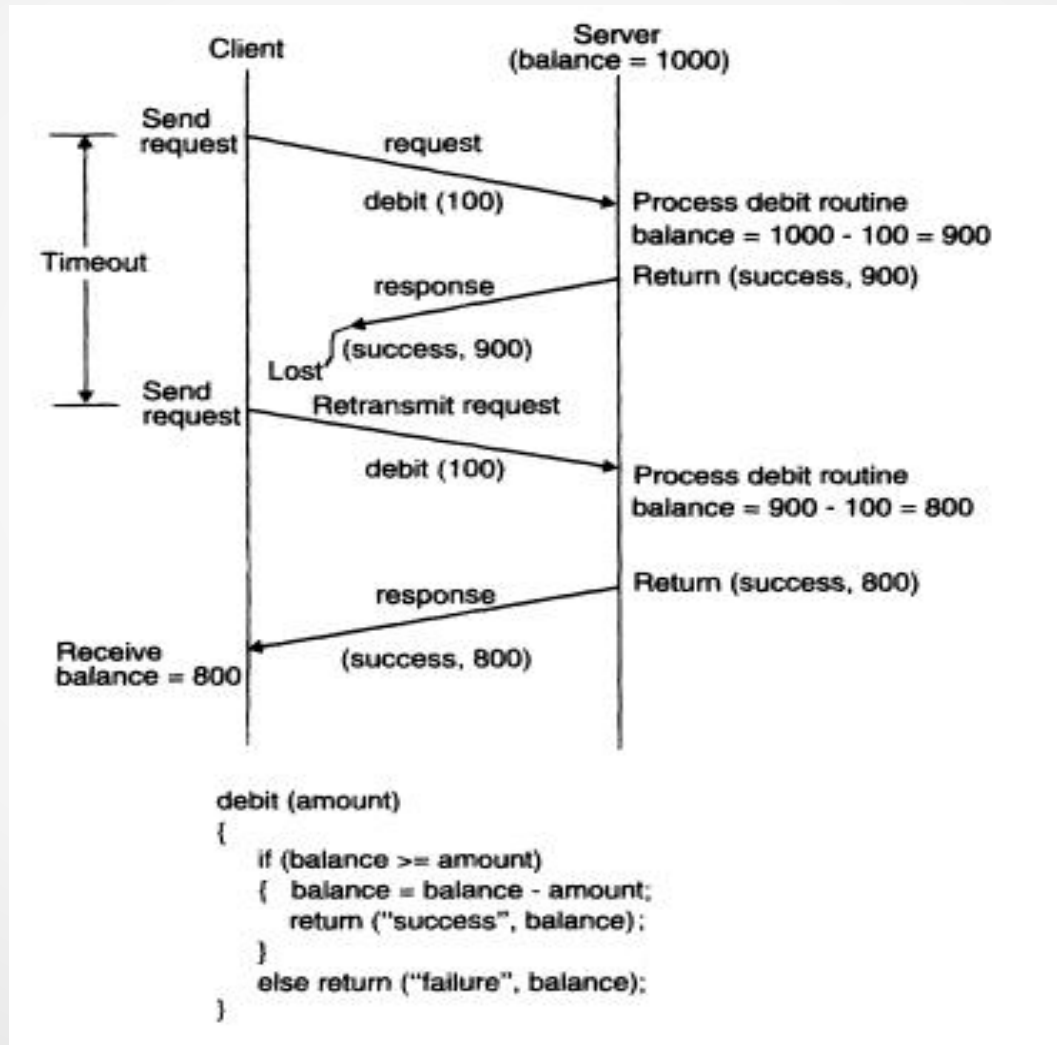 Client
Server
(balance = 1000)
Send
request
request
debit (100)
Process debit routine
balance = 1000 - 100 = 900
Timeout
Return (success, 900)
response
(success, 900)
Lost
Send
request
Retransmit request
debit (100)
Process debit routine
balance = 900 - 100 = 800
Return (success, 800)
response
(success, 800)
Receive
balance = 800
debit (amount)
{
if (balance >= amount)
{ balance = balance - amount;
return ("success", balance);
}
else return ("failure", balance);
}